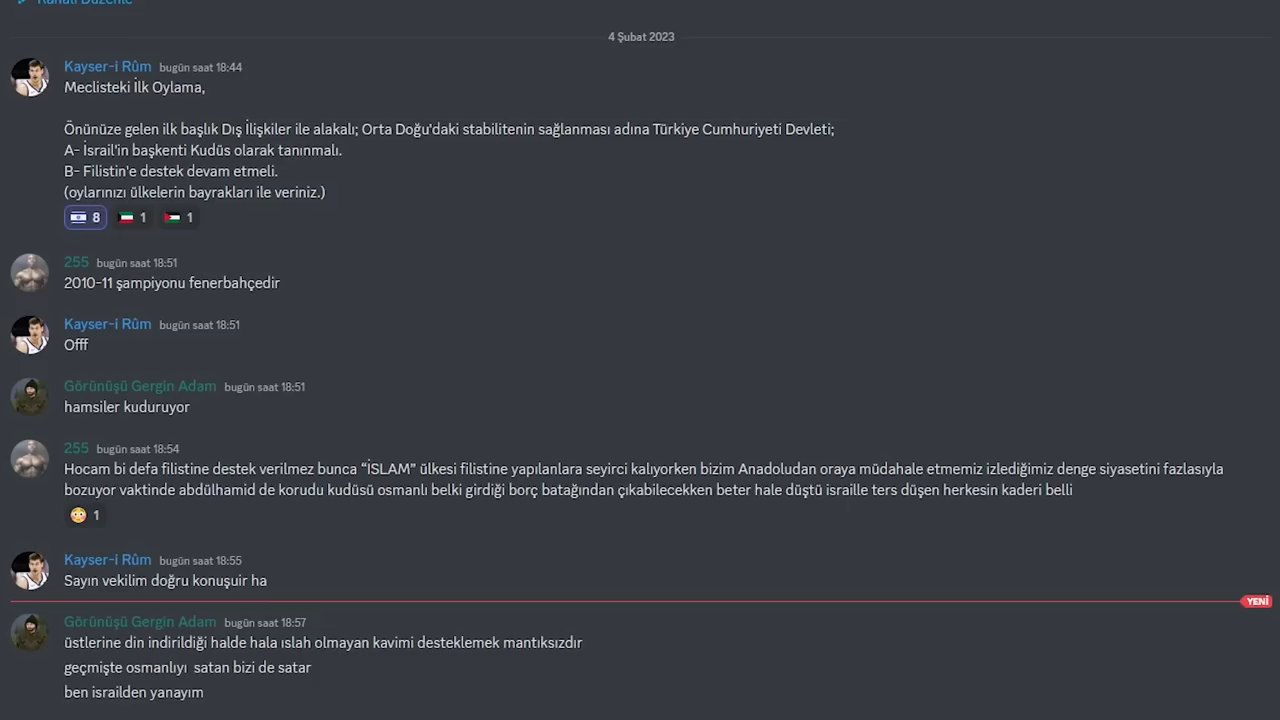 Kanalı Düzenle
4 Şubat 2023
Kayser-i Rûm bugün saat 18:44
Meclisteki İlk Oylama,
Önünüze gelen ilk başlık Dış İlişkiler ile alakalı; Orta Doğu'daki stabilitenin sağlanması adına Türkiye Cumhuriyeti Devleti;
A- İsrail'in başkenti Kudüs olarak tanınmalı.
B- Filistin'e destek devam etmeli.
(oylarınızı ülkelerin bayrakları ile veriniz.)
8 1 1
255 bugün saat 18:51
2010-11 şampiyonu fenerbahçedir
Kayser-i Rûm bugün saat 18:51
Offf
Görünüşü Gergin Adam bugün saat 18:51
hamsiler kuduruyor
255 bugün saat 18:54
Hocam bi defa filistine destek verilmez bunca “İSLAM” ülkesi filistine yapılanlara seyirci kalıyorken bizim Anadoludan oraya müdahale etmemiz izlediğimiz denge siyasetini fazlasıyla
bozuyor vaktinde abdülhamid de korudu kudüsü osmanlı belki girdiği borç batağından çıkabilecekken beter hale düştü israille ters düşen herkesin kaderi belli
1
Kayser-i Rûm bugün saat 18:55
Sayın vekilim doğru konuşuir ha
YENİ
Görünüşü Gergin Adam bugün saat 18:57
üstlerine din indirildiği halde hala ıslah olmayan kavimi desteklemek mantıksızdır
geçmişte osmanlıyı satan bizi de satar
ben israilden yanayım